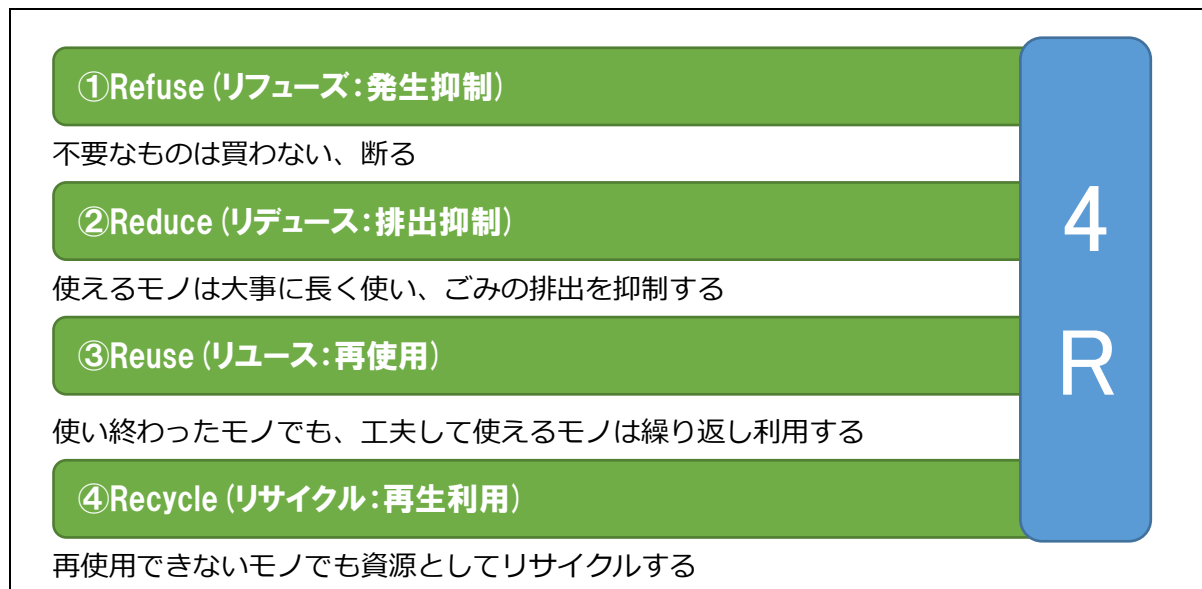 ①Refuse(リフューズ:発生抑制)
不要なものは買わない、断る
②Reduce(リデュース:排出抑制)
使えるモノは大事に長く使い、ごみの排出を抑制する
③Reuse(リユース:再使用)
使い終わったモノでも、工夫して使えるモノは繰り返し利用する
④Recycle(リサイクル:再生利用)
再使用できないモノでも資源としてリサイクルする
4
R